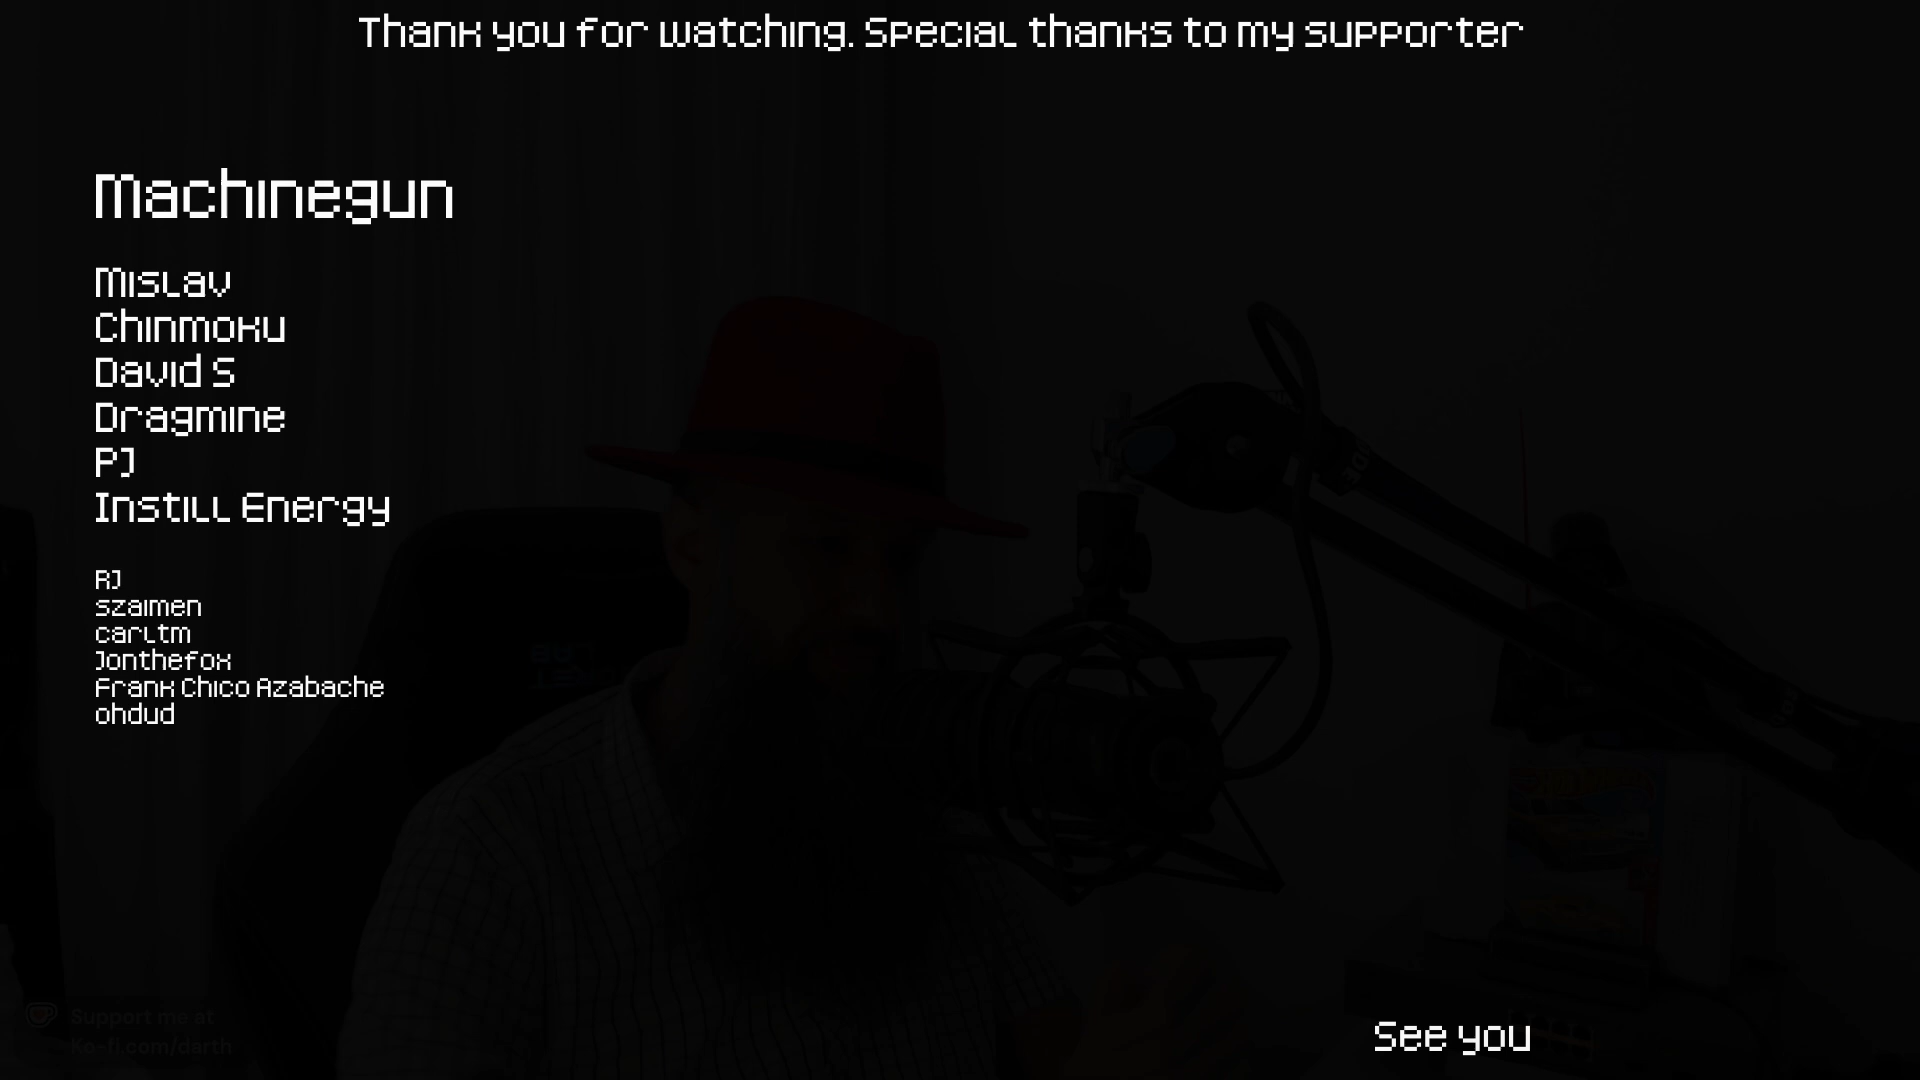 Thank you for watching. Special thanks to my supporter
Machinegun
Mislav
Chinmoku
David S
Dragmine
PJ
Instill Energy
RJ
szaimen
carltm
Jonthefox
Frank Chico Azabache
ohdud
Support me at
Ko-fi.com/darth
See you